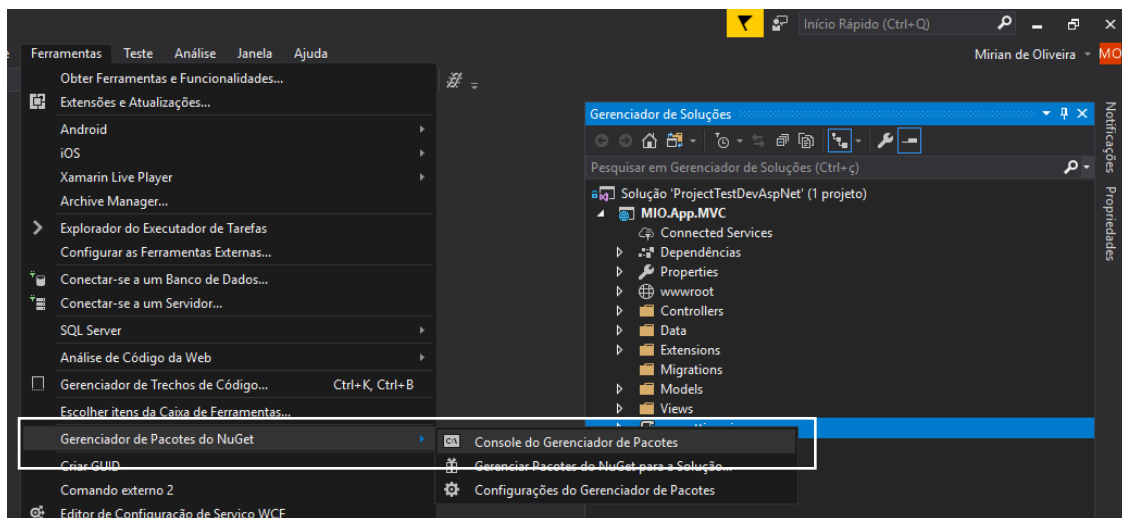 Início Rápido (Ctrl+Q)
Ferramentas Teste Análise Janela Ajuda
Mirian de Oliveira MO
Obter Ferramentas e Funcionalidades...
Extensões e Atualizações...
Android
iOS
Xamarin Live Player
Archive Manager...
Explorador do Executador de Tarefas
Configurar as Ferramentas Externas...
Conectar-se a um Banco de Dados...
Conectar-se a um Servidor...
SQL Server
Análise de Código da Web
Gerenciador de Trechos de Código... Ctrl+K, Ctrl+B
Escolher itens da Caixa de Ferramentas...
Gerenciador de Pacotes do NuGet
Criar GUID
Comando externo 2
Editor de Configuração de Serviço WCF
Console do Gerenciador de Pacotes
Gerenciar Pacotes do NuGet para a Solução...
Configurações do Gerenciador de Pacotes
Gerenciador de Soluções
Pesquisar em Gerenciador de Soluções (Ctrl+ç)
Solução 'ProjectTestDevAspNet' (1 projeto)
MIO.App.MVC
Connected Services
Dependências
Properties
wwwroot
Controllers
Data
Extensions
Migrations
Models
Views
Notificações
Propriedades